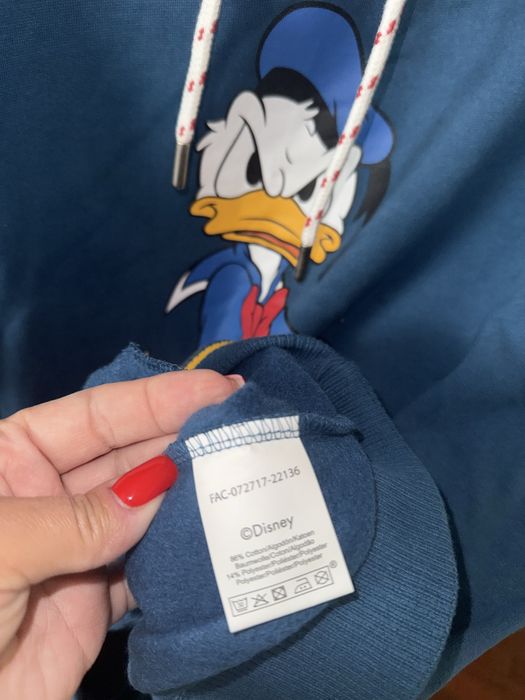 FAC-072717-22136
©Disney
86% Cotton/Algodón/Katoen
Baumwolle/Coton/Algodão
14% Polyester/Poliéster/Polyester
Polyester/Polyester/Poliéster